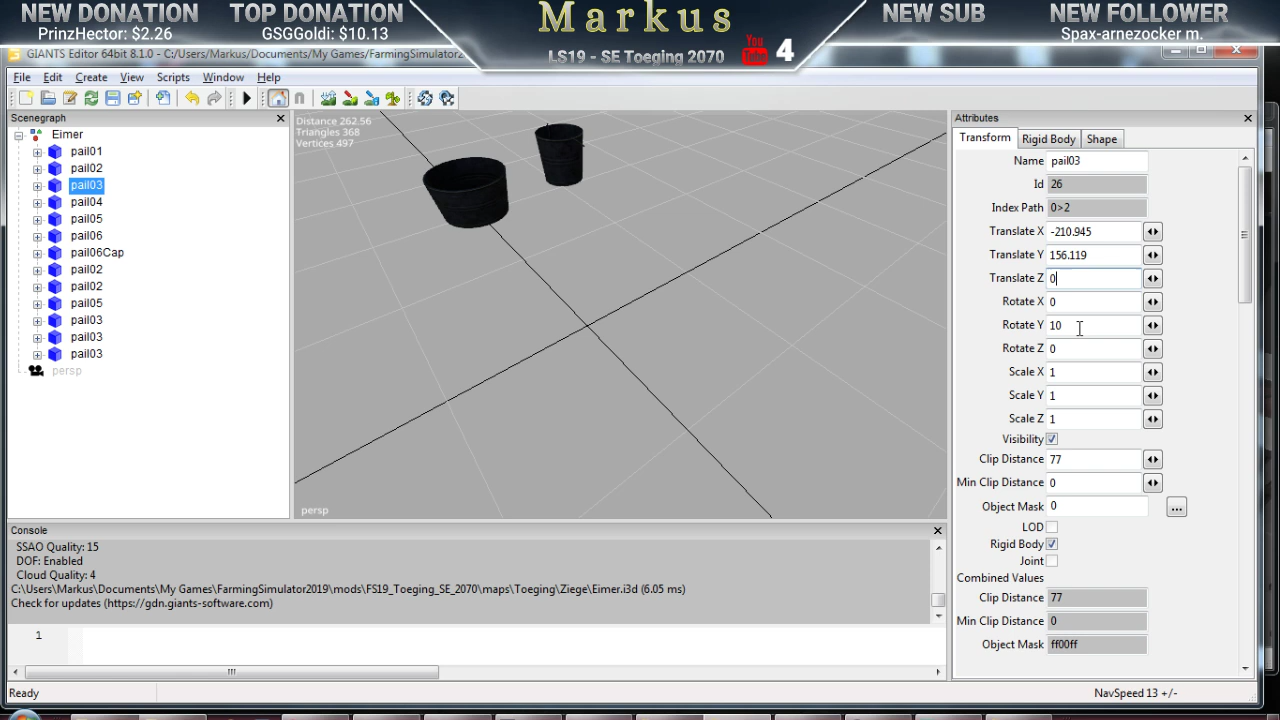 NEW DONATION
PrinzHector: $2.26
TOP DONATION
GSGGoldi: $10.13
Markus
LS19 - SE Toeging 2070
You
Tube
4
NEW SUB
NEW FOLLOWER
Spax-arnezocker m.
GIANTS Editor 64bit 8.1.0 - C:/Users/Markus/Documents/My Games/FarmingSimulator2
File Edit Create View Scripts Window Help
Scenegraph
Eimer
pail01
pail02
pail03
pail04
pail05
pail06
pail06Cap
pail02
pail02
pail05
pail03
pail03
pail03
persp
Distance 262.56
Triangles 368
Vertices 497
persp
Attributes
Transform Rigid Body Shape
Name pail03
Id 26
Index Path 0>2
Translate X -210.945
Translate Y 156.119
Translate Z 0
Rotate X 0
Rotate Y 10
Rotate Z 0
Scale X 1
Scale Y 1
Scale Z 1
Visibility
Clip Distance 77
Min Clip Distance 0
Object Mask 0 ...
LOD
Rigid Body
Joint
Combined Values
Clip Distance 77
Min Clip Distance 0
Object Mask ff00ff
Console
SSAO Quality: 15
DOF: Enabled
Cloud Quality: 4
C:\Users\Markus\Documents\My Games\FarmingSimulator2019\mods\FS19_Toeging_SE_2070\maps\Toeging\Ziege\Eimer.i3d (6.05 ms)
Check for updates (https://gdn.giants-software.com)
1
Ready
NavSpeed 13 +/-